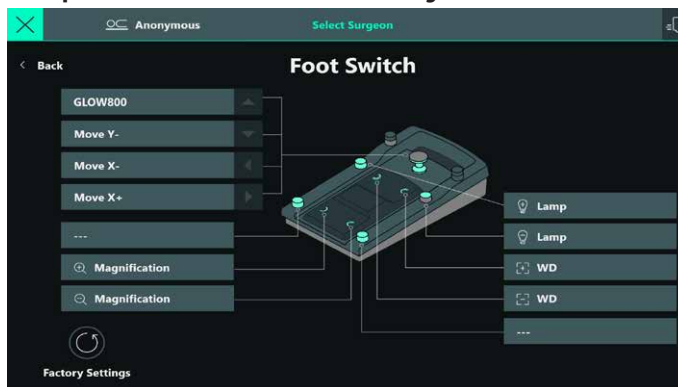 Anonymous
Select Surgeon
Back
Foot Switch
GLOW800
Move Y-
Move X-
Move X+
---
Magnification
Magnification
Lamp
Lamp
WD
WD
---
Factory Settings